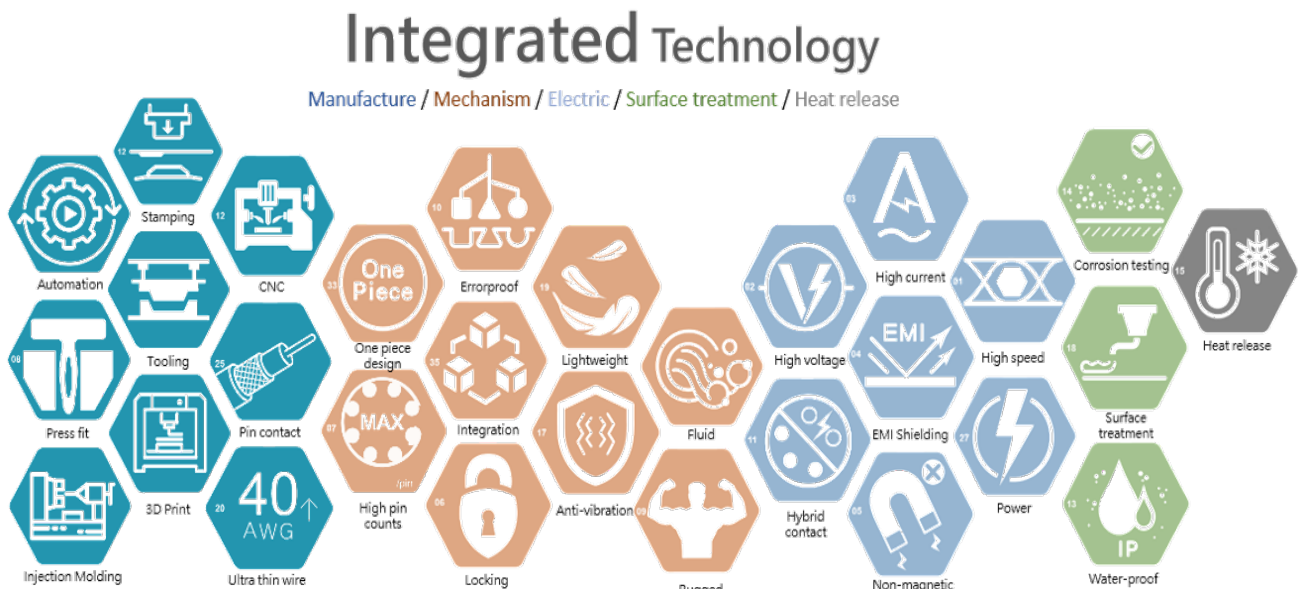 Integrated Technology
Manufacture / Mechanism / Electric / Surface treatment / Heat release
12
Stamping
Automation
12
CNC
Tooling
08
Press fit
25
Pin contact
3D Print
Injection Molding
20
40↑
AWG
Ultra thin wire
10
Errorproof
33
One
Piece
One piece
design
19
Lightweight
35
Integration
Fluid
07
MAX
/pin
High pin
counts
17
Anti-vibration
06
Locking
09
Rugged
03
High current
02
V
High voltage
01
High speed
04
EMI
EMI Shielding
11
Hybrid
contact
27
Power
05
Non-magnetic
14
Corrosion testing
15
Heat release
18
Surface
treatment
13
IP
Water-proof